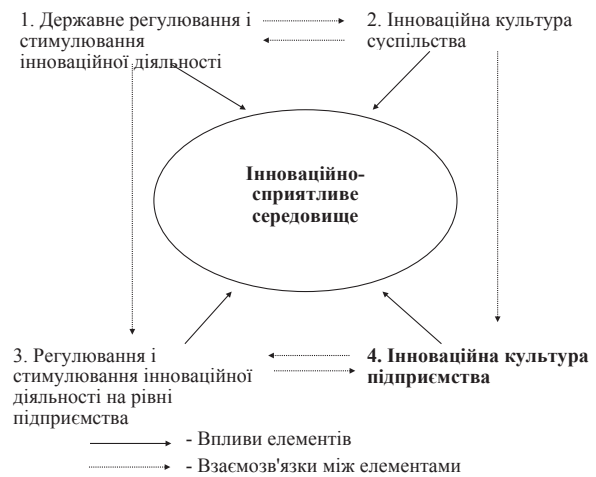 1. Державне регулювання і
стимулювання
інноваційної діяльності
2. Інноваційна культура
суспільства
Інноваційно-
сприятливе
середовище
3. Регулювання і
стимулювання інноваційної
діяльності на рівні
підприємства
4. Інноваційна культура
підприємства
- Впливи елементів
- Взаємозв'язки між елементами